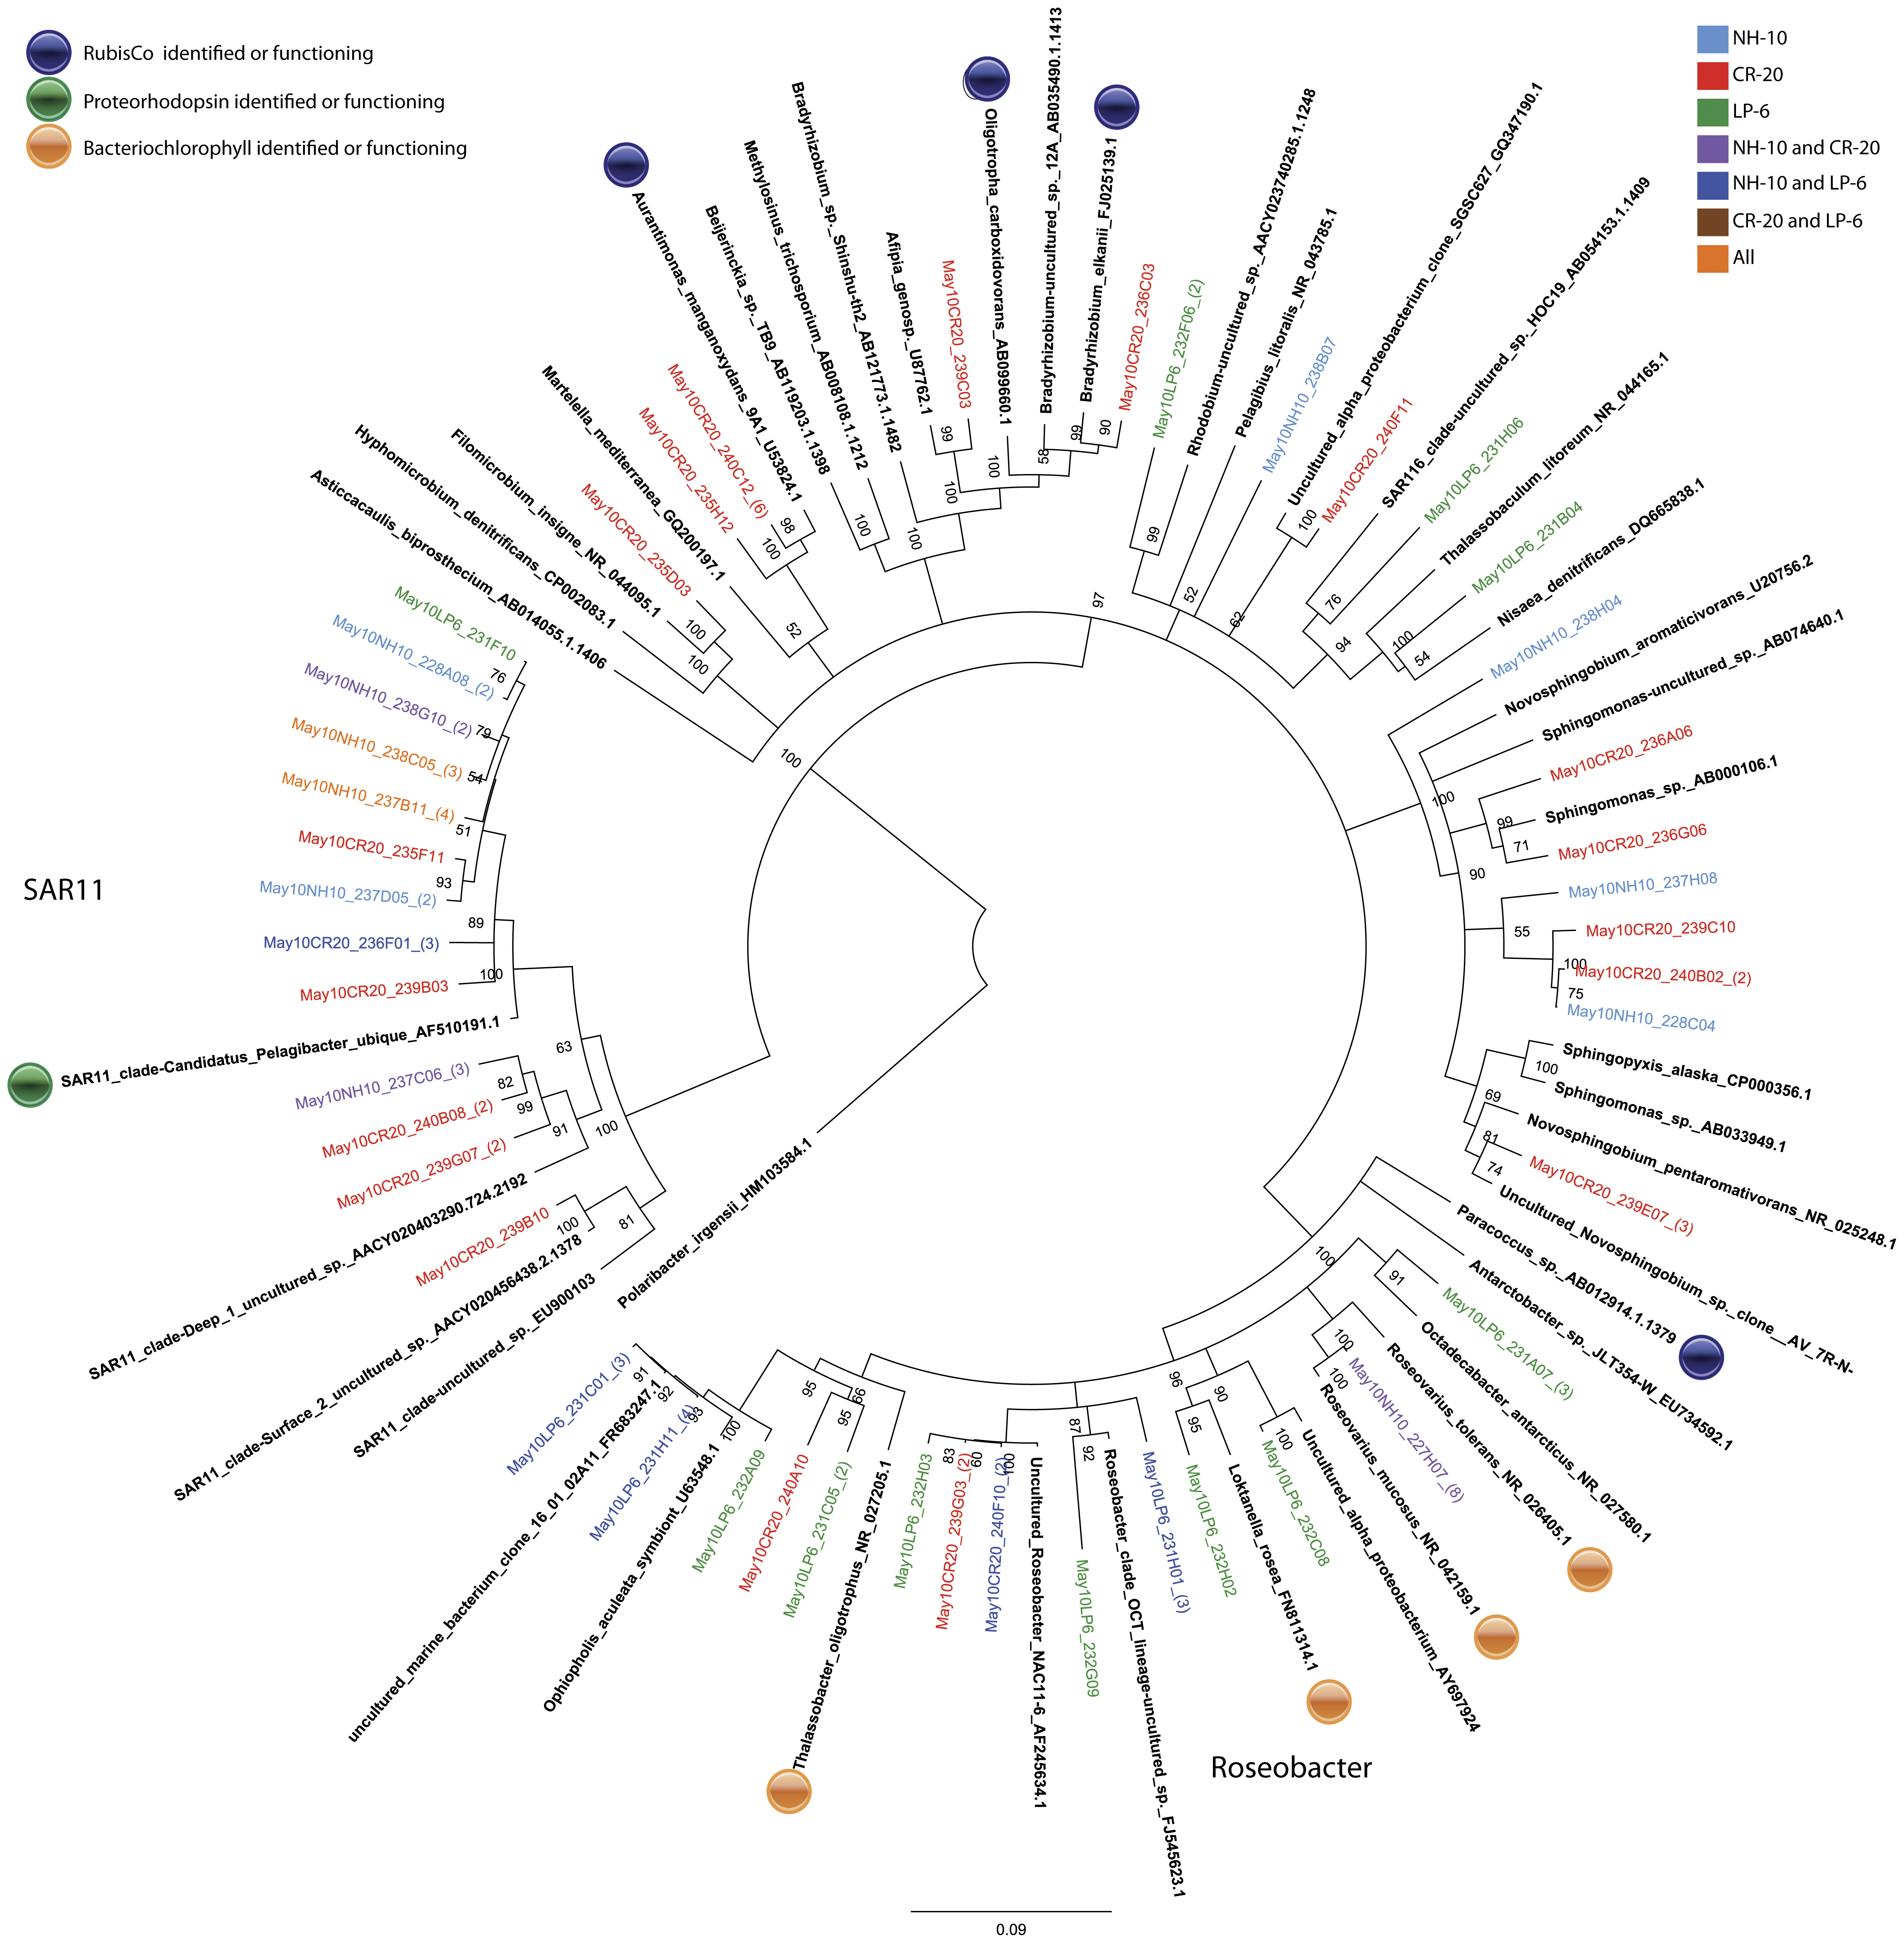 RubisCo identified or functioning
Proteorhodopsin identified or functioning
Bacteriochlorophyll identified or functioning
NH-10
CR-20
LP-6
NH-10 and CR-20
NH-10 and LP-6
CR-20 and LP-6
All
SAR11
Roseobacter
Asticcacaulis_biprosthecium_AB014055.1.1406
Hyphomicrobium_denitrificans_CP002083.1
Filomicrobium_insigne_NR_044095.1
May10CR20_235D03
Martelella_mediterranea_GQ200197.1
May10CR20_235H12
May10CR20_240C12_(6)
Aurantimonas_manganoxydans_9A1_U53824.1
Beijerinckia_sp._TB9_AB119203.1.1398
Methylosinus_trichosporium_AB008108.1.1212
Bradyrhizobium_sp._Shinshu-th2_AB121773.1.1482
Afipia_genosp._U87762.1
May10CR20_239C03
Oligotropha_carboxidovorans_AB099660.1
Bradyrhizobium-uncultured_sp._12A_AB035490.1.1413
Bradyrhizobium_elkanii_FJ025139.1
May10CR20_236C03
May10LP6_232F06_(2)
Rhodobium-uncultured_sp._AACY023740285.1.1248
Pelagibius_litoralis_NR_043785.1
May10NH10_238B07
Uncultured_alpha_proteobacterium_clone_SGSC627_GQ347190.1
May10CR20_240F11
SAR116_clade-uncultured_sp._HOC19_AB054153.1.1409
May10LP6_231H06
Thalassobaculum_litoreum_NR_044165.1
May10LP6_231B04
Nisaea_denitrificans_DQ665838.1
May10NH10_238H04
Novosphingobium_aromaticivorans_U20756.2
Sphingomonas-uncultured_sp._AB074640.1
May10CR20_236A06
Sphingomonas_sp._AB000106.1
May10CR20_236G06
May10NH10_237H08
May10CR20_239C10
May10CR20_240B02_(2)
May10NH10_228C04
Sphingopyxis_alaska_CP000356.1
Sphingomonas_sp._AB033949.1
Novosphingobium_pentaromativorans_NR_025248.1
May10CR20_239E07_(3)
Uncultured_Novosphingobium_sp._clone__AV_7R-N-
Paracoccus_sp._AB012914.1.1379
Antarctobacter_sp._JLT354-W_EU734592.1
May10LP6_231A07_(3)
Octadecabacter_antarcticus_NR_027580.1
Roseovarius_tolerans_NR_026405.1
May10NH10_227H07_(8)
Roseovarius_mucosus_NR_042159.1
Uncultured_alpha_proteobacterium_AY697924
May10LP6_232C08
Loktanella_rosea_FN811314.1
May10LP6_232H02
May10LP6_231H01_(3)
Roseobacter_clade_OCT_lineage-uncultured_sp._FJ545623.1
May10LP6_232G09
Uncultured_Roseobacter_NAC11-6_AF245634.1
May10CR20_240F10_(2)
May10CR20_239G03_(2)
May10LP6_232H03
Thalassobacter_oligotrophus_NR_027205.1
May10LP6_231C05_(2)
May10CR20_240A10
May10LP6_232A09
Ophiopholis_aculeata_symbiont_U63548.1
May10LP6_231H11_(4)
uncultured_marine_bacterium_clone_16_01_02A11_FR683247.1
May10LP6_231C01_(3)
Polaribacter_irgensii_HM103584.1
SAR11_clade-uncultured_sp._EU900103
SAR11_clade-Surface_2_uncultured_sp._AACY020456438.2.1378
May10CR20_239B10
SAR11_clade-Deep_1_uncultured_sp._AACY020403290.724.2192
May10CR20_239G07_(2)
May10CR20_240B08_(2)
May10NH10_237C06_(3)
SAR11_clade-Candidatus_Pelagibacter_ubique_AF510191.1
May10CR20_239B03
May10CR20_236F01_(3)
May10NH10_237D05_(2)
May10CR20_235F11
May10NH10_237B11_(4)
May10NH10_238C05_(3)
May10NH10_238G10_(2)
May10NH10_228A08_(2)
May10LP6_231F10
100
100
100
52
100
98
100
100
100
99
100
58
99
90
97
99
52
62
100
76
94
100
54
100
99
71
90
55
100
75
100
69
81
74
100
91
100
100
96
90
95
100
87
92
100
60
83
66
95
95
100
93
92
91
81
100
100
91
99
82
63
100
89
93
51
54
79
76
0.09